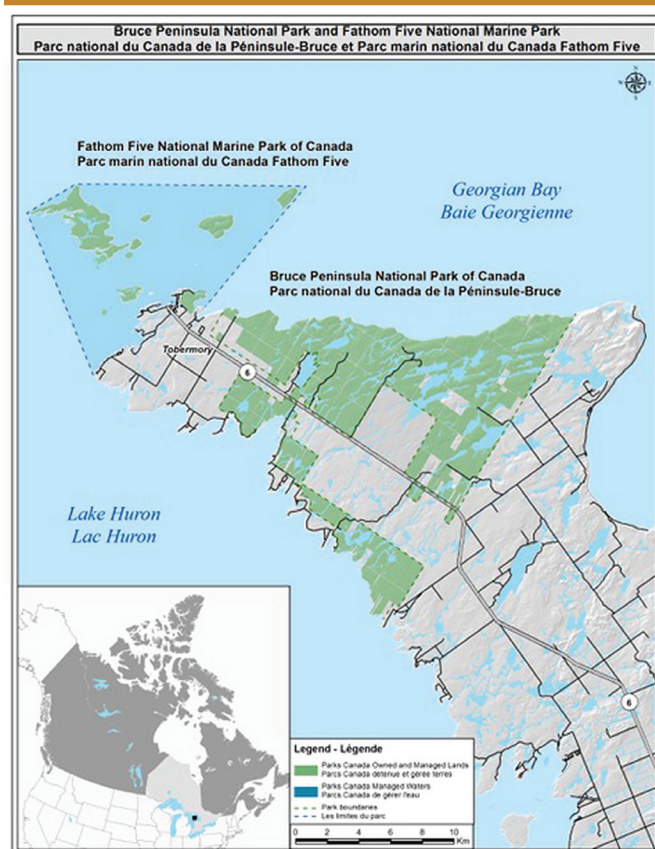 Bruce Peninsula National Park and Fathom Five National Marine Park
Parc national du Canada de la Péninsule-Bruce et Parc marin national du Canada Fathom Five
N
W E
S
Fathom Five National Marine Park of Canada
Parc marin national du Canada Fathom Five
Georgian Bay
Baie Georgienne
Bruce Peninsula National Park of Canada
Parc national du Canada de la Péninsule-Bruce
Tobermory
6
Lake Huron
Lac Huron
6
Legend - Légende
Parks Canada Owned and Managed Lands
Parcs Canada détenue et gérée terres
Parks Canada Managed Waters
Parcs Canada de gérer l'eau
Park boundaries
Les limites du parc
0 2 4 6 8 10
Km